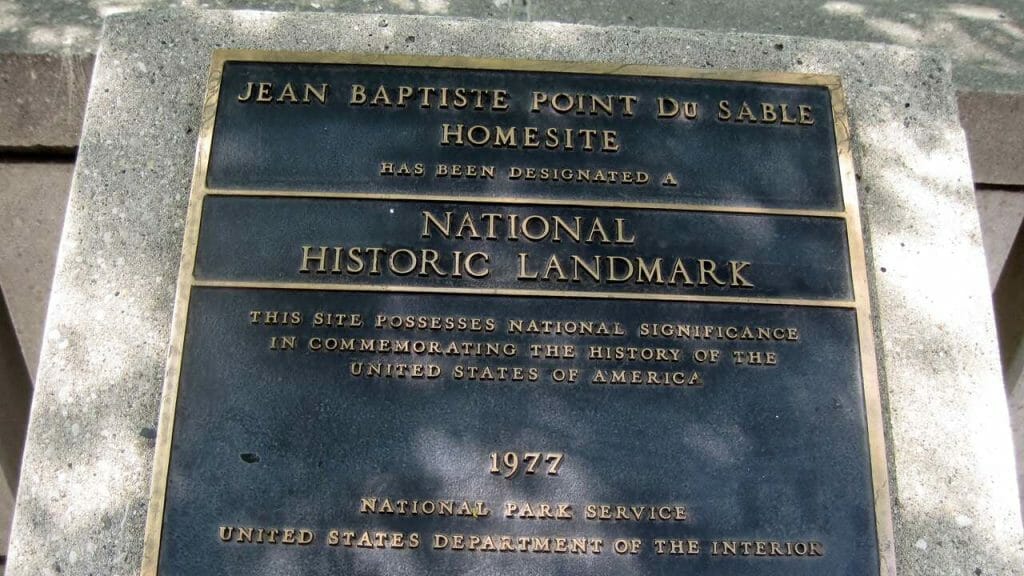 JEAN BAPTISTE POINT DU SABLE
HOMESITE
HAS BEEN DESIGNATED A
NATIONAL
HISTORIC LANDMARK
THIS SITE POSSESSES NATIONAL SIGNIFICANCE
IN COMMEMORATING THE HISTORY OF THE
UNITED STATES OF AMERICA
1977
NATIONAL PARK SERVICE
UNITED STATES DEPARTMENT OF THE INTERIOR